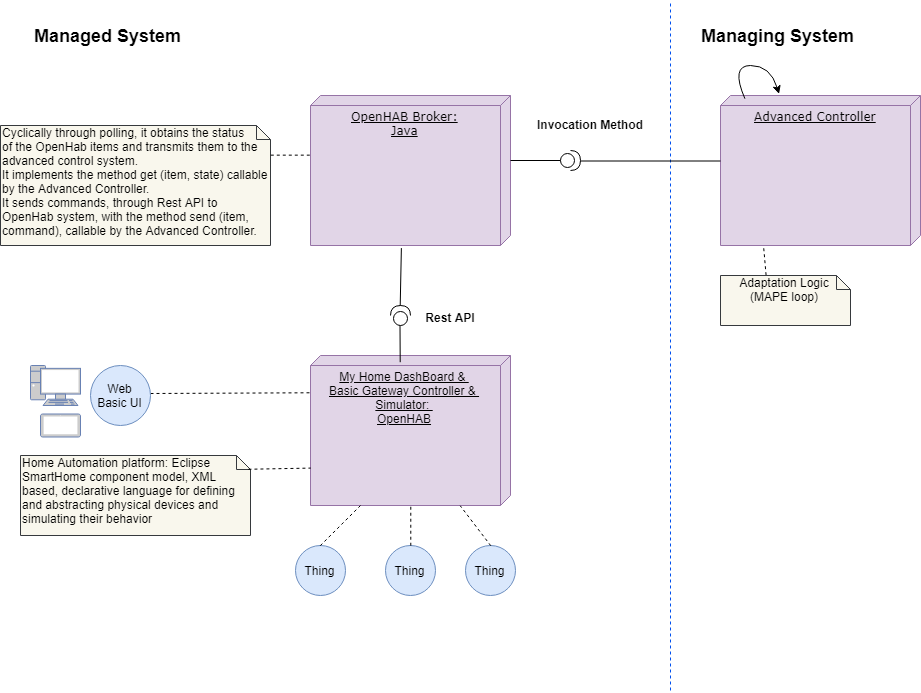 Managed System
Managing System
OpenHAB Broker:
Java
Invocation Method
Advanced Controller
Cyclically through polling, it obtains the status
of the OpenHab items and transmits them to the
advanced control system.
It implements the method get (item, state) callable
by the Advanced Controller.
It sends commands, through Rest API to
OpenHab system, with the method send (item,
command), callable by the Advanced Controller.
Adaptation Logic
(MAPE loop)
Rest API
My Home DashBoard &
Basic Gateway Controller &
Simulator:
OpenHAB
Web
Basic UI
Home Automation platform: Eclipse
SmartHome component model, XML
based, declarative language for defining
and abstracting physical devices and
simulating their behavior
Thing
Thing
Thing